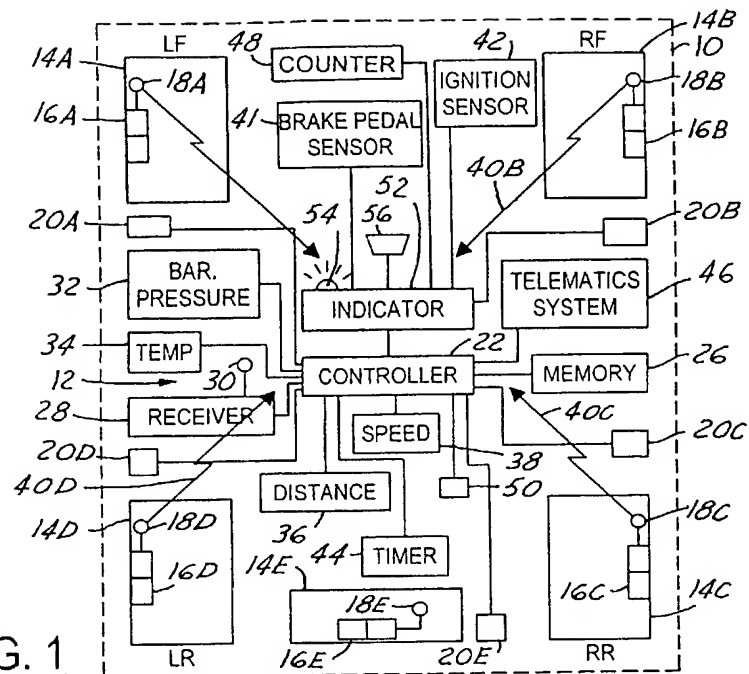 LF
48
42
RF
14B
10
14A
18A
COUNTER
IGNITION
SENSOR
18B
16A
41
BRAKE PEDAL
SENSOR
16B
40B
52
54
56
20A
20B
32
BAR.
PRESSURE
INDICATOR
TELEMATICS
SYSTEM
46
34
TEMP
22
12
30
CONTROLLER
MEMORY
26
28
RECEIVER
40C
SPEED
38
20D
20C
40D
DISTANCE
50
14D
18D
36
18C
44
TIMER
16D
14E
16C
14C
18E
G. 1
LR
16E
20E
RR